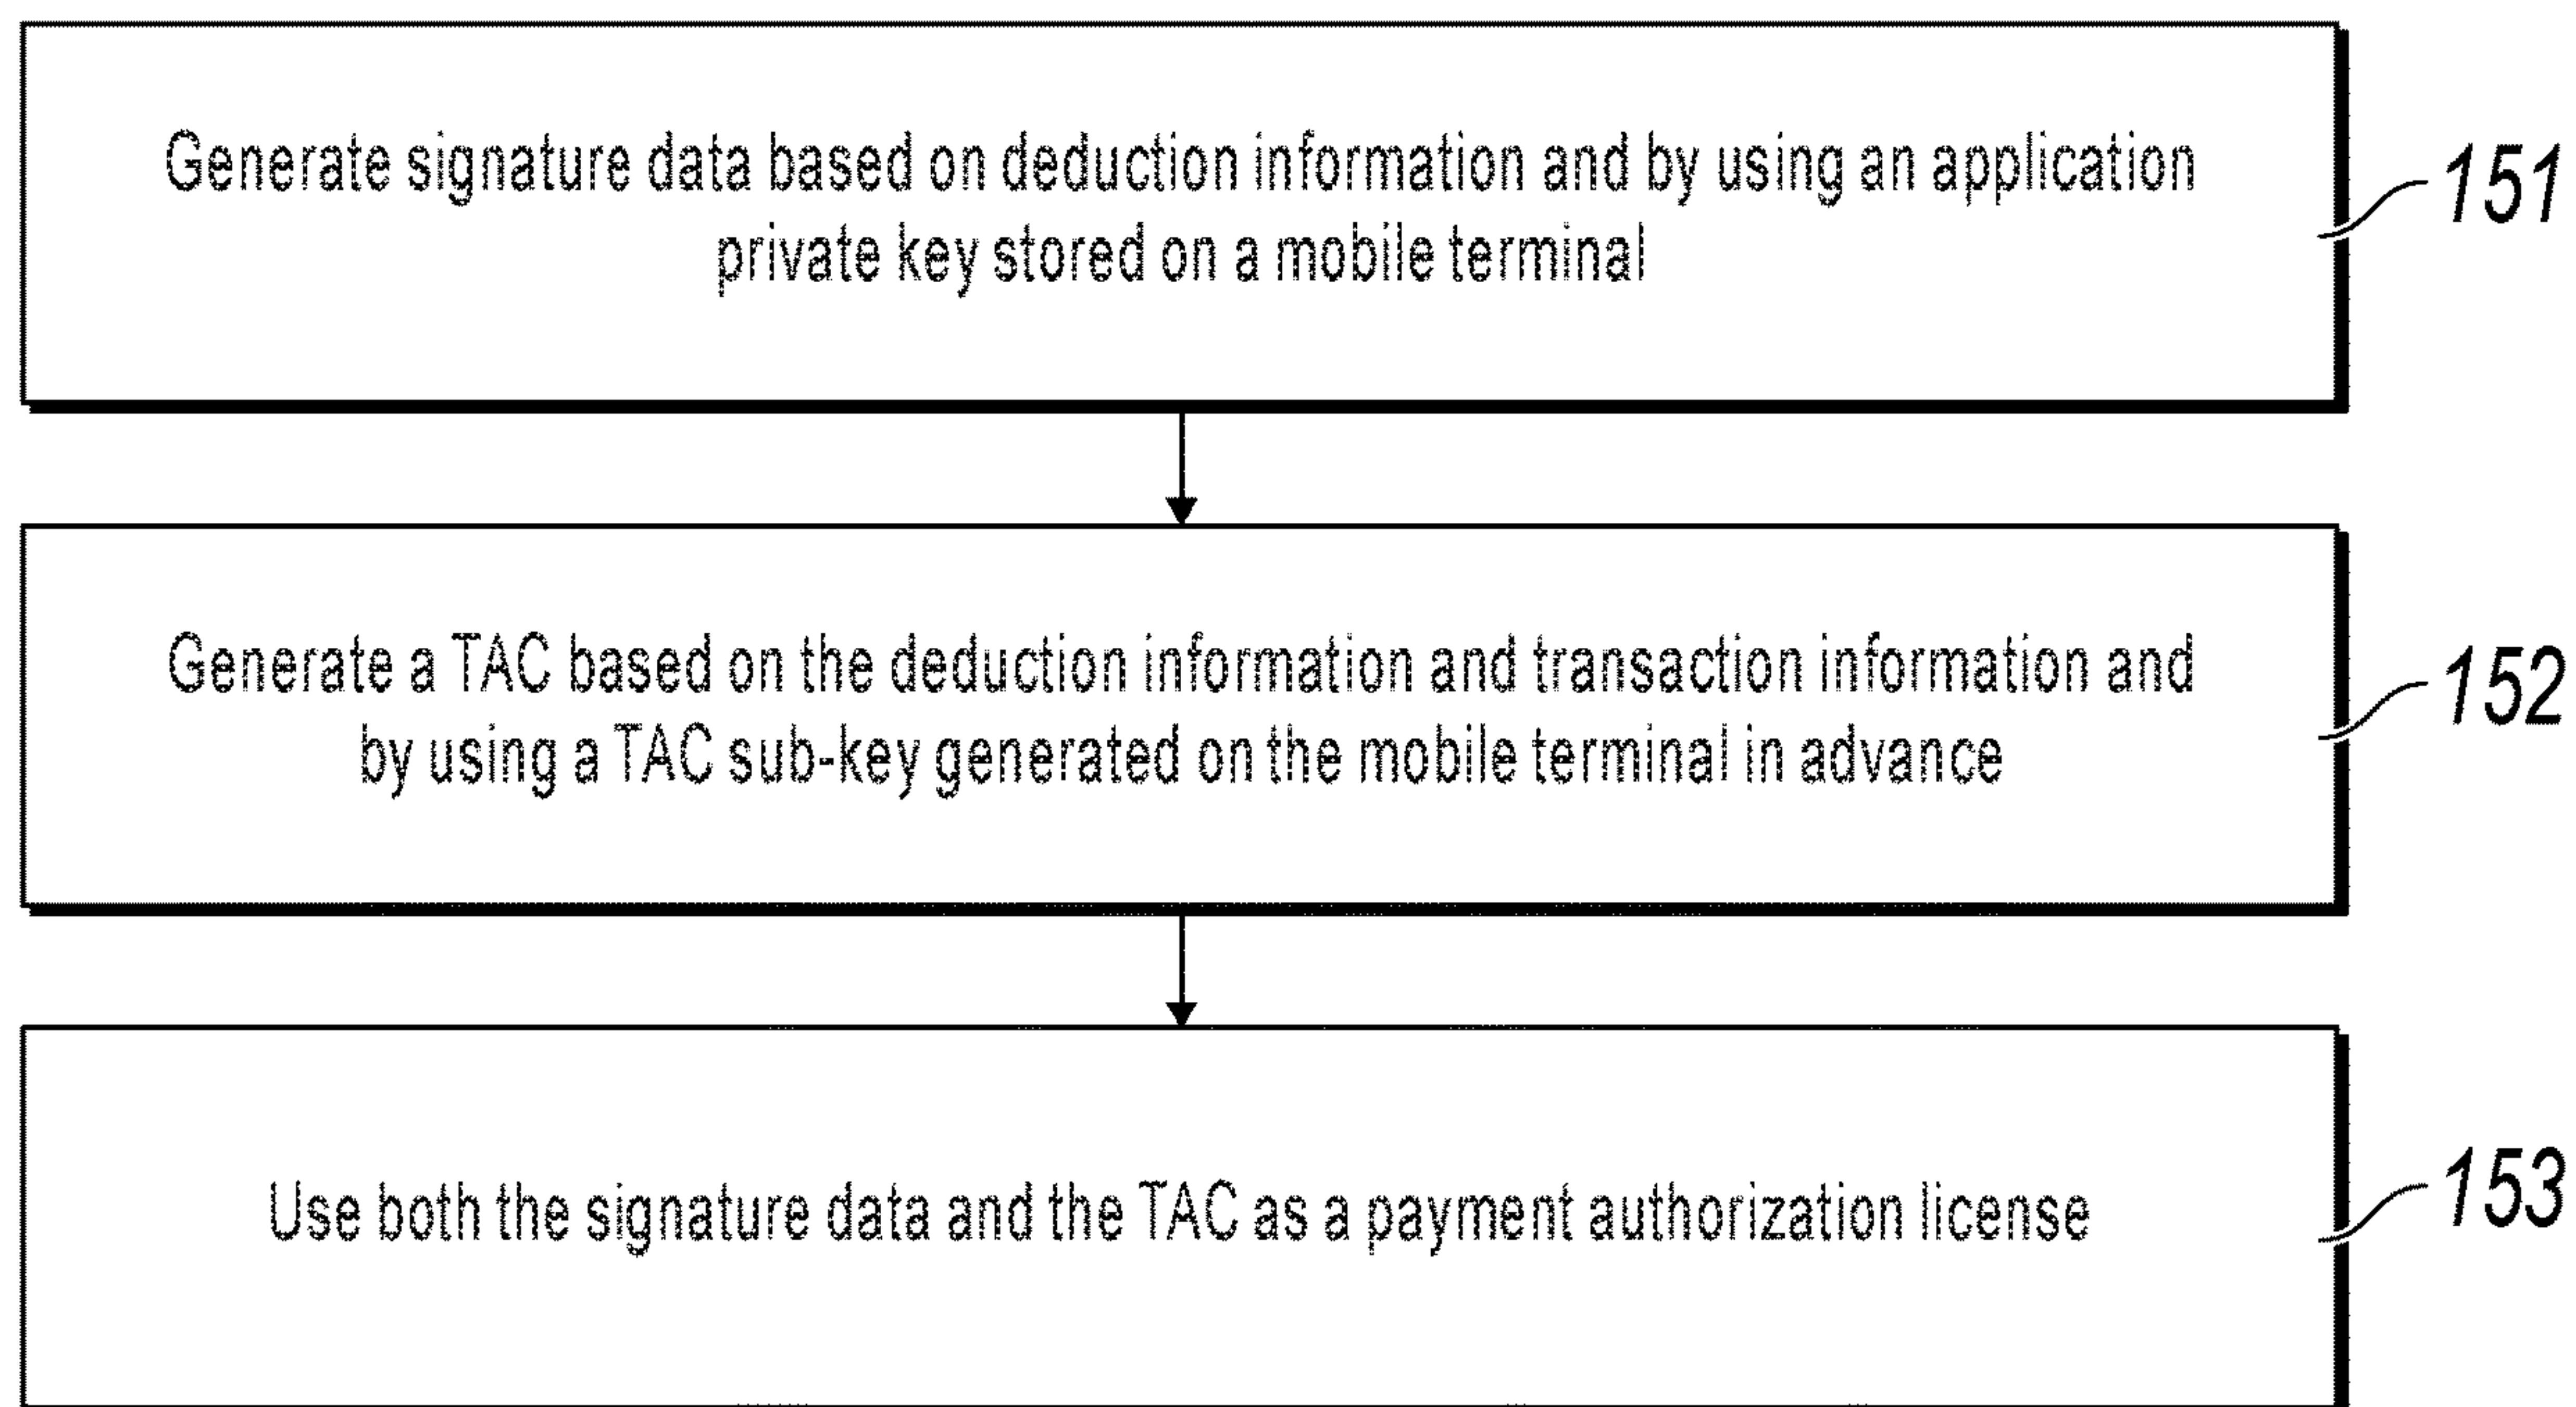 Generate signature data based on deduction information and by using an application
private key stored on a mobile terminal
151
Generate a TAC based on the deduction information and transaction information and
by using a TAC sub-key generated on the mobile terminal in advance
152
Use both the signature data and the TAC as a payment authorization license
153